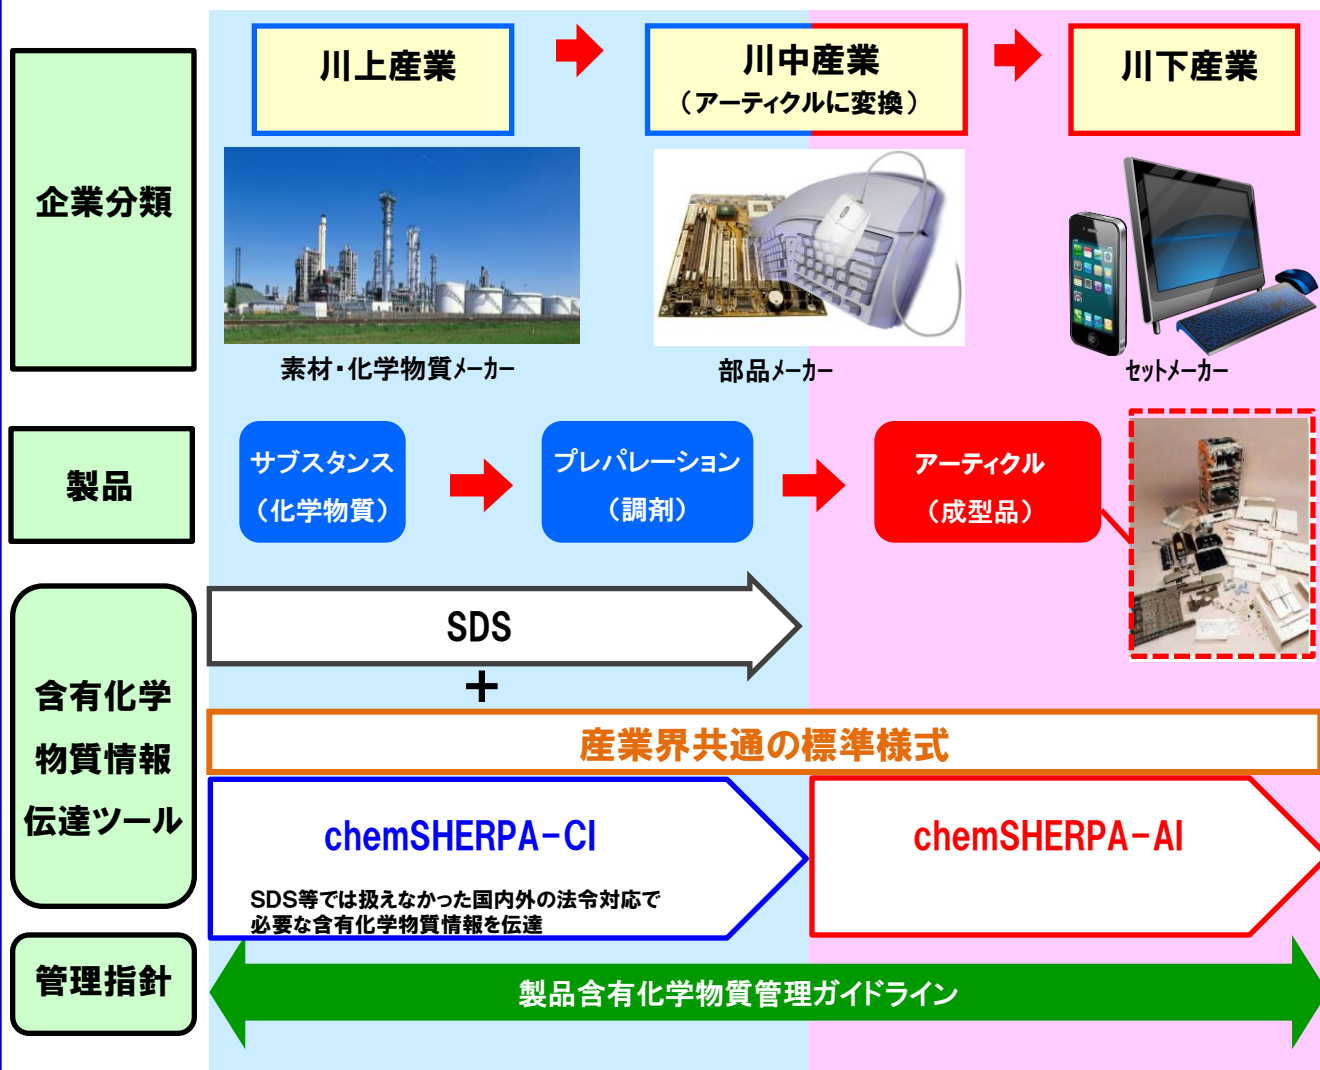 企業分類
川上産業
川中産業
（アーティクルに変換）
川下産業
素材・化学物質メーカー
部品メーカー
セットメーカー
製品
サブスタンス
（化学物質）
プレパレーション
（調剤）
アーティクル
（成型品）
含有化学
物質情報
伝達ツール
SDS
＋
産業界共通の標準様式
chemSHERPA-CI
SDS等では扱えなかった国内外の法令対応で
必要な含有化学物質情報を伝達
chemSHERPA-AI
管理指針
製品含有化学物質管理ガイドライン